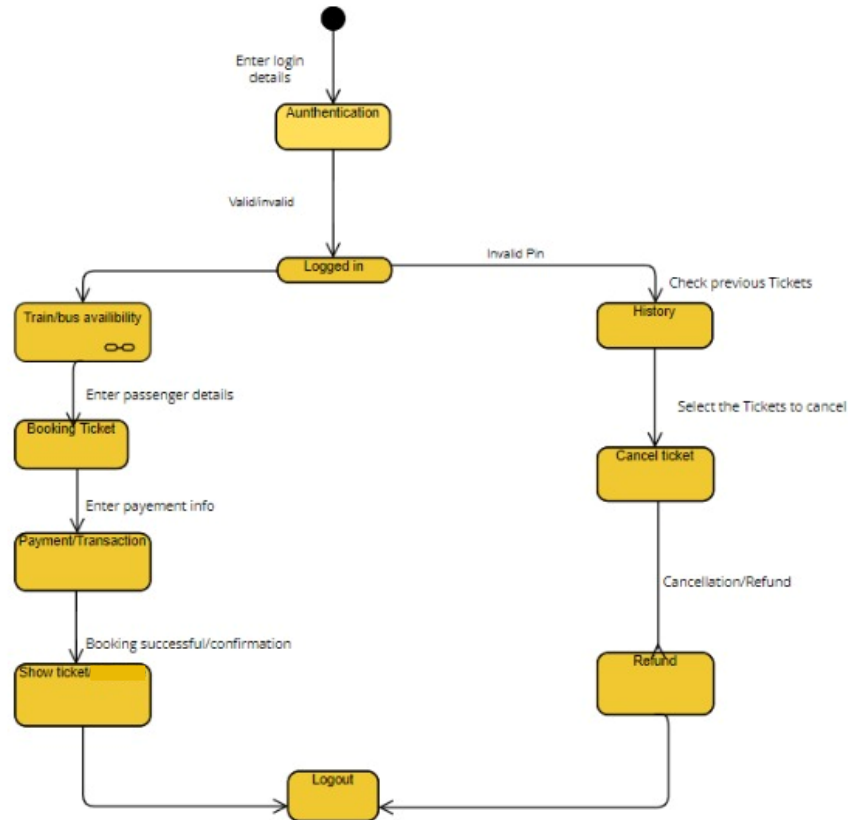 Enter login
details
Aunthentication
Valid/invalid
Logged in
Invalid Pin
Check previous Tickets
Train/bus availibility
History
Enter passenger details
Select the Tickets to cancel
Booking Ticket
Cancel ticket
Enter payement info
Payment/Transaction
Cancellation/Refund
Booking successful/confirmation
Show ticket/
Refund
Logout